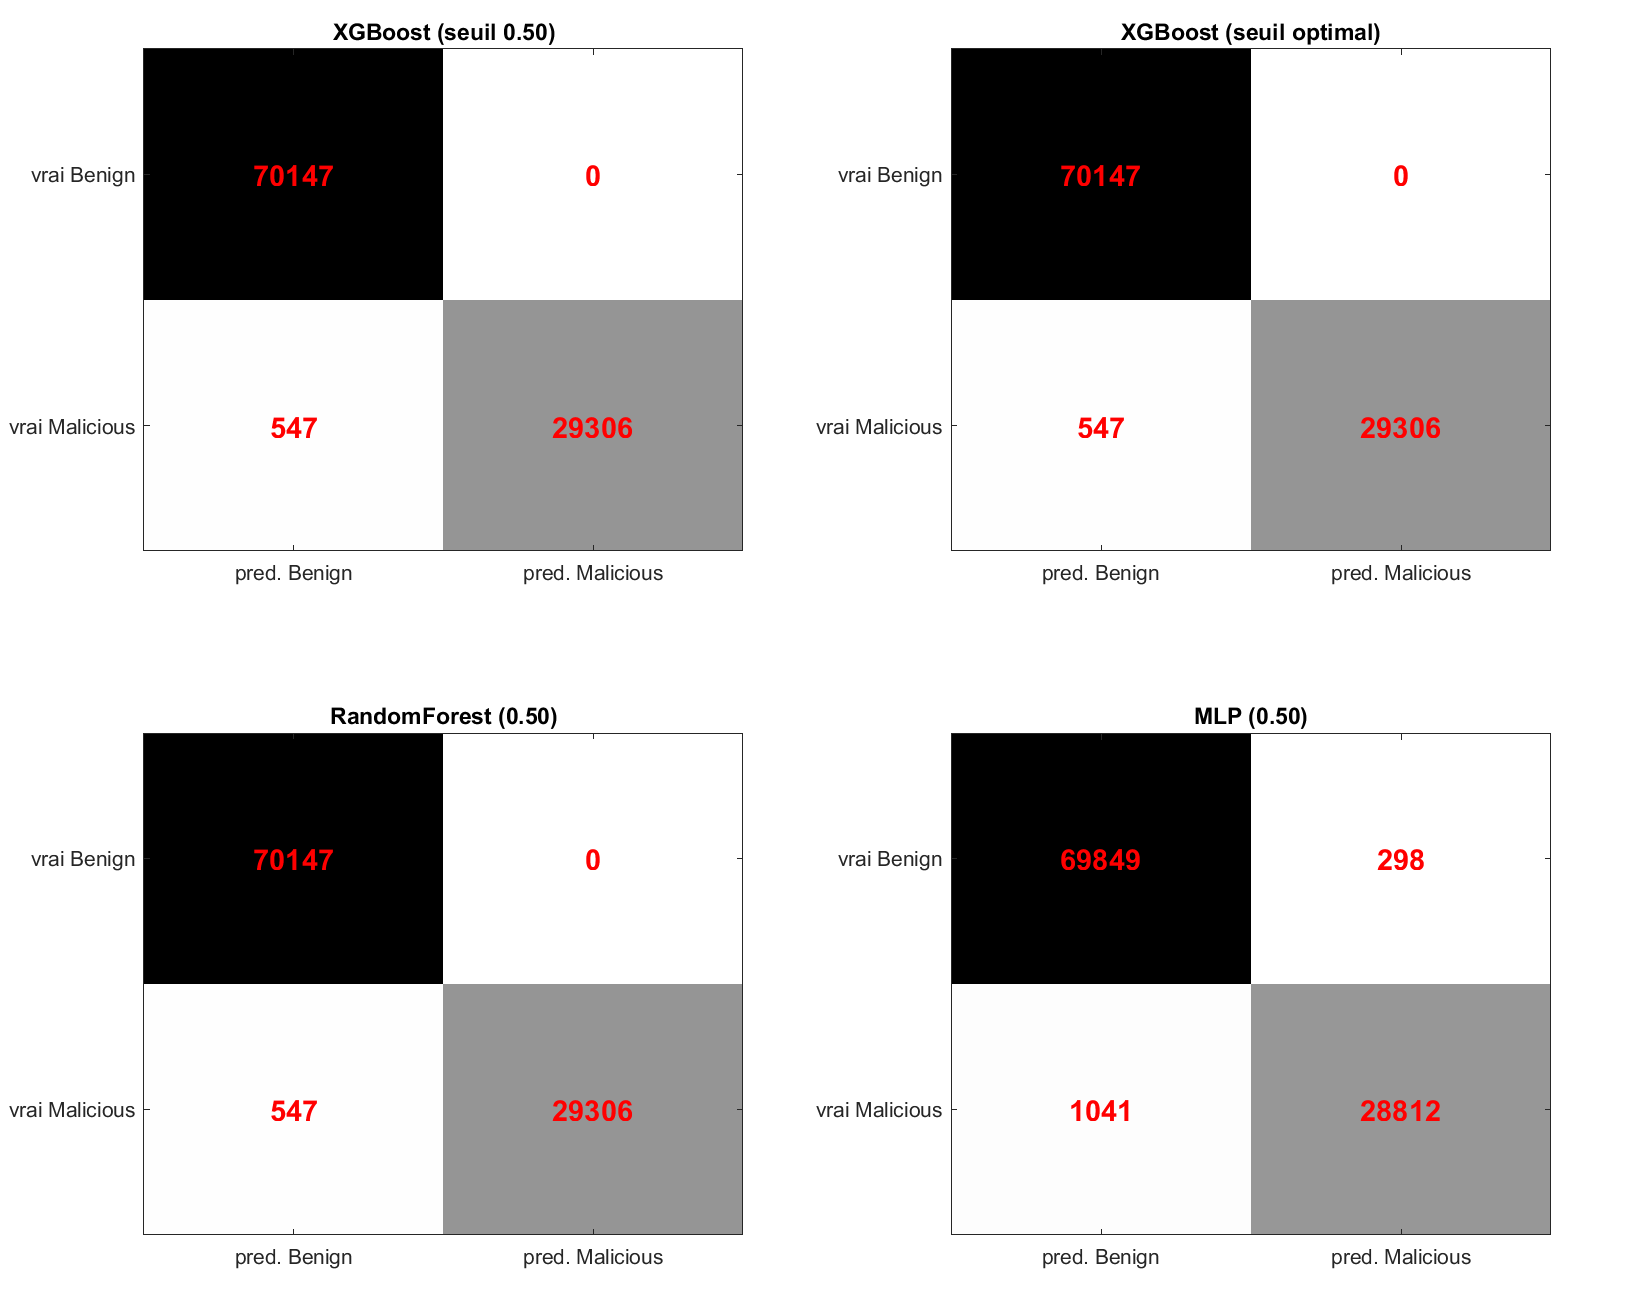 XGBoost (seuil 0.50)
vrai Benign
70147
0
vrai Malicious
547
29306
pred. Benign
pred. Malicious
XGBoost (seuil optimal)
vrai Benign
70147
0
vrai Malicious
547
29306
pred. Benign
pred. Malicious
RandomForest (0.50)
vrai Benign
70147
0
vrai Malicious
547
29306
pred. Benign
pred. Malicious
MLP (0.50)
vrai Benign
69849
298
vrai Malicious
1041
28812
pred. Benign
pred. Malicious